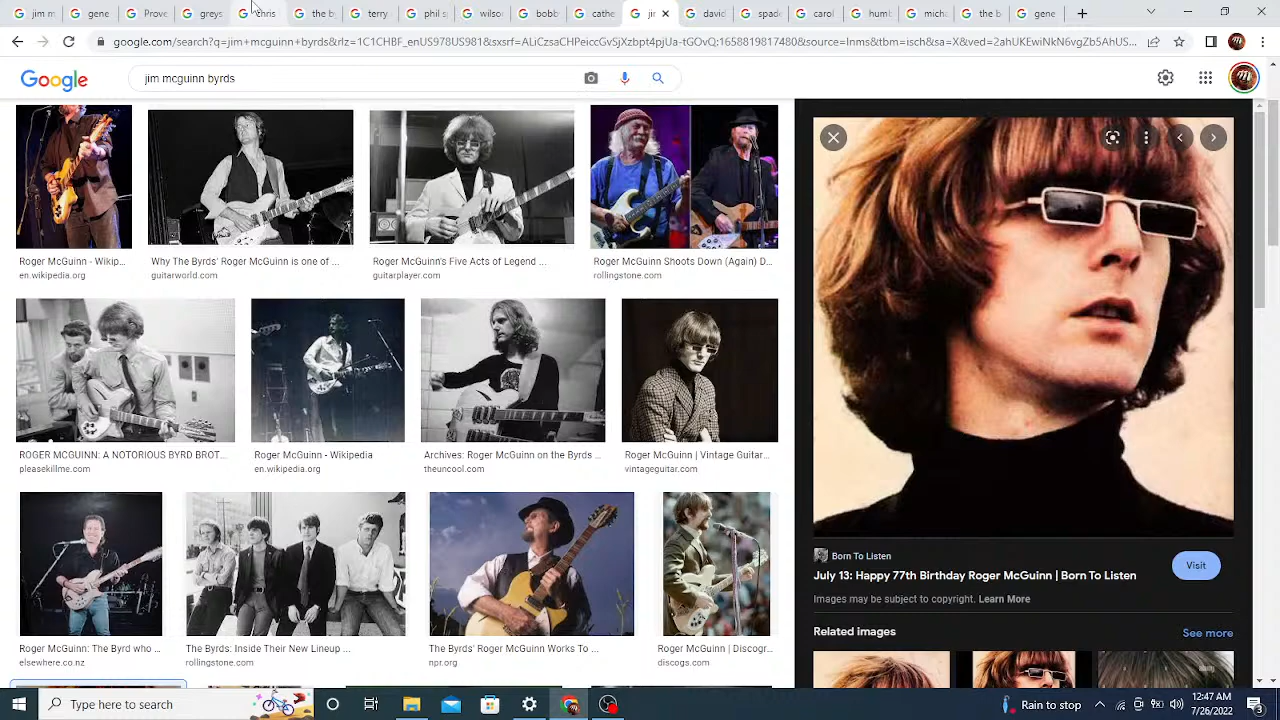 jim m
gene
Prove
greys
chris
the b
terry
phil s
wilso
bobb
cathe
jir
david
spade
carol
hunt
micke
the b
gene
google.com/search?q=jim+mcguinn+byrds&rlz=1C1CHBF_enUS978US981&sxsrf=ALiCzsaCHPeiccGvSjXzbpt4pjUa-tGOvQ:1658819817480&source=lnms&tbm=isch&sa=X&ved=2ahUKEwiNkN6vgZb5AhUS...
Google
jim mcguinn byrds
Roger McGuinn - Wikip...
en.wikipedia.org
Why The Byrds' Roger McGuinn is one of ...
guitarworld.com
Roger McGuinn's Five Acts of Legend ...
guitarplayer.com
Roger McGuinn Shoots Down (Again) D...
rollingstone.com
ROGER MCGUINN: A NOTORIOUS BYRD BROT...
pleasekillme.com
Roger McGuinn - Wikipedia
en.wikipedia.org
Archives: Roger McGuinn on the Byrds ...
theuncool.com
Roger McGuinn | Vintage Guitar...
vintageguitar.com
Roger McGuinn: The Byrd who ...
elsewhere.co.nz
The Byrds: Inside Their New Lineup ...
rollingstone.com
The Byrds' Roger McGuinn Works To ...
npr.org
Roger McGuinn | Discogr...
discogs.com
Born To Listen
July 13: Happy 77th Birthday Roger McGuinn | Born To Listen
Visit
Images may be subject to copyright. Learn More
Related images
See more
Type here to search
Rain to stop
12:47 AM
7/26/2022